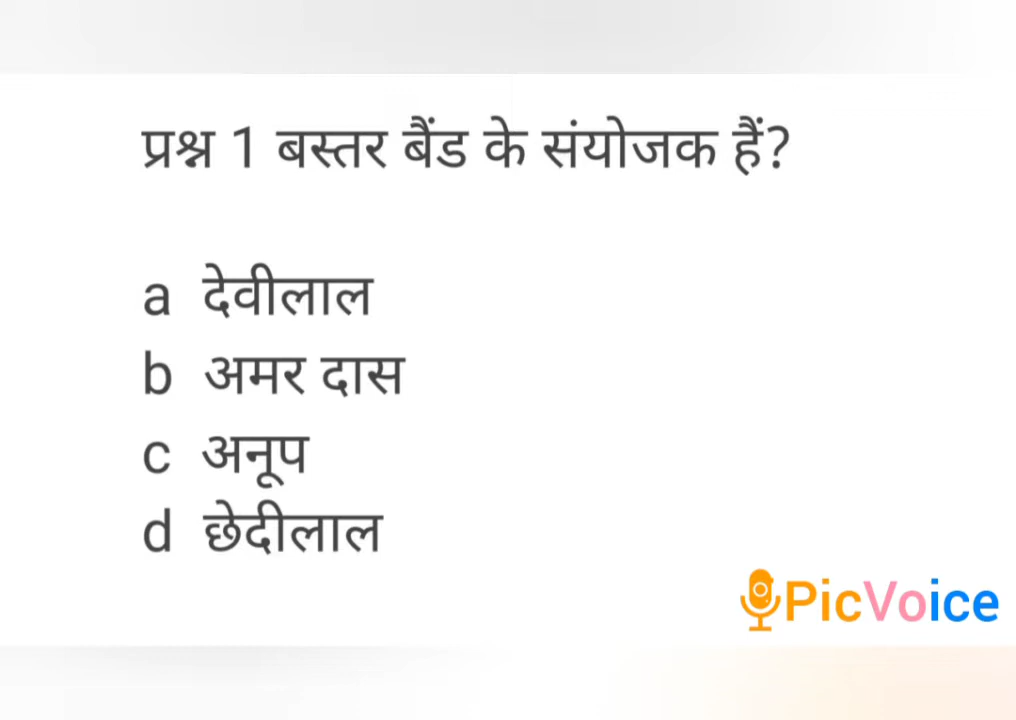 प्रश्न 1 बस्तर बैंड के संयोजक हैं?
a देवीलाल
b अमर दास
c अनूप
d छेदीलाल
PicVoice